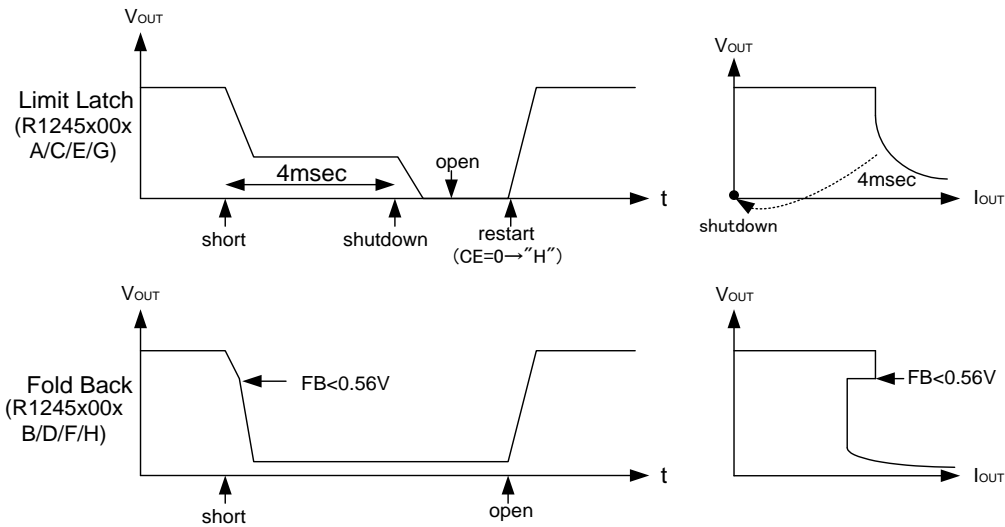 VOUT
Limit Latch
(R1245x00x
A/C/E/G)
4msec
open
t
short
shutdown
restart
(CE=0→"H")
VOUT
4msec
IOUT
shutdown
VOUT
Fold Back
(R1245x00x
B/D/F/H)
FB<0.56V
t
short
open
VOUT
FB<0.56V
IOUT